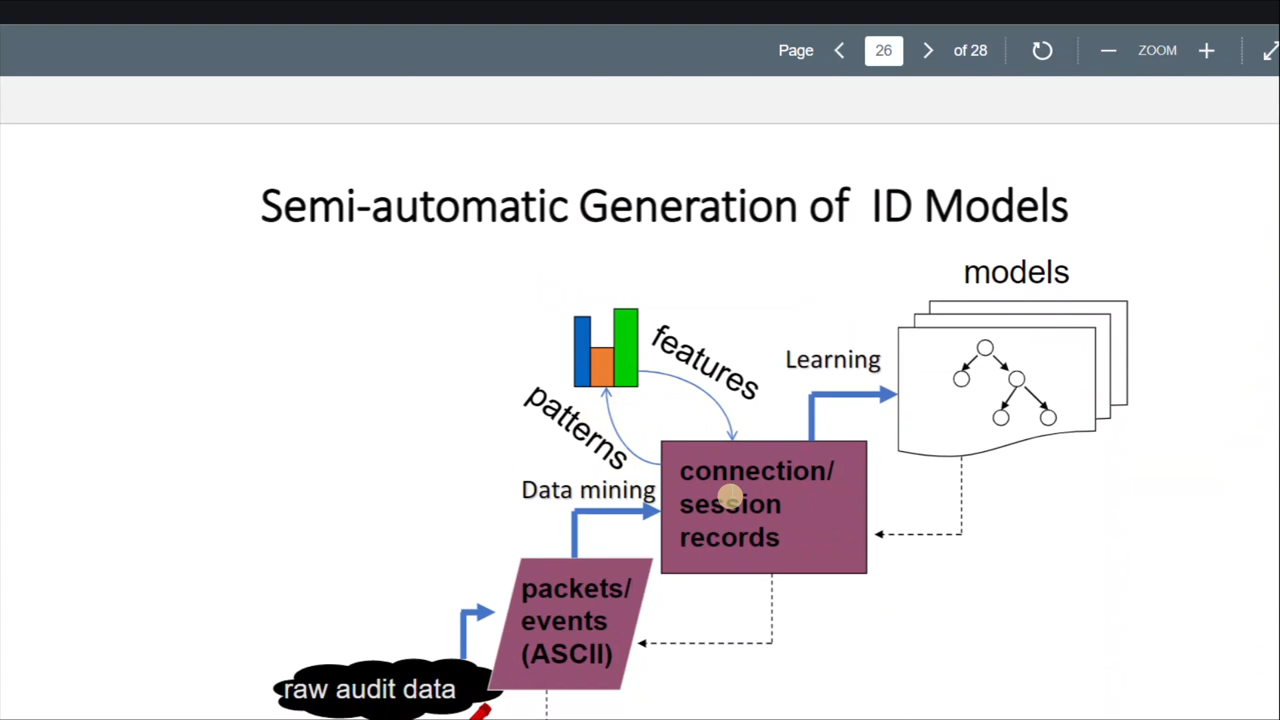 Page 26 of 28 ZOOM
Semi-automatic Generation of ID Models
models
features
Learning
patterns
connection/
session
records
Data mining
packets/
events
(ASCII)
raw audit data